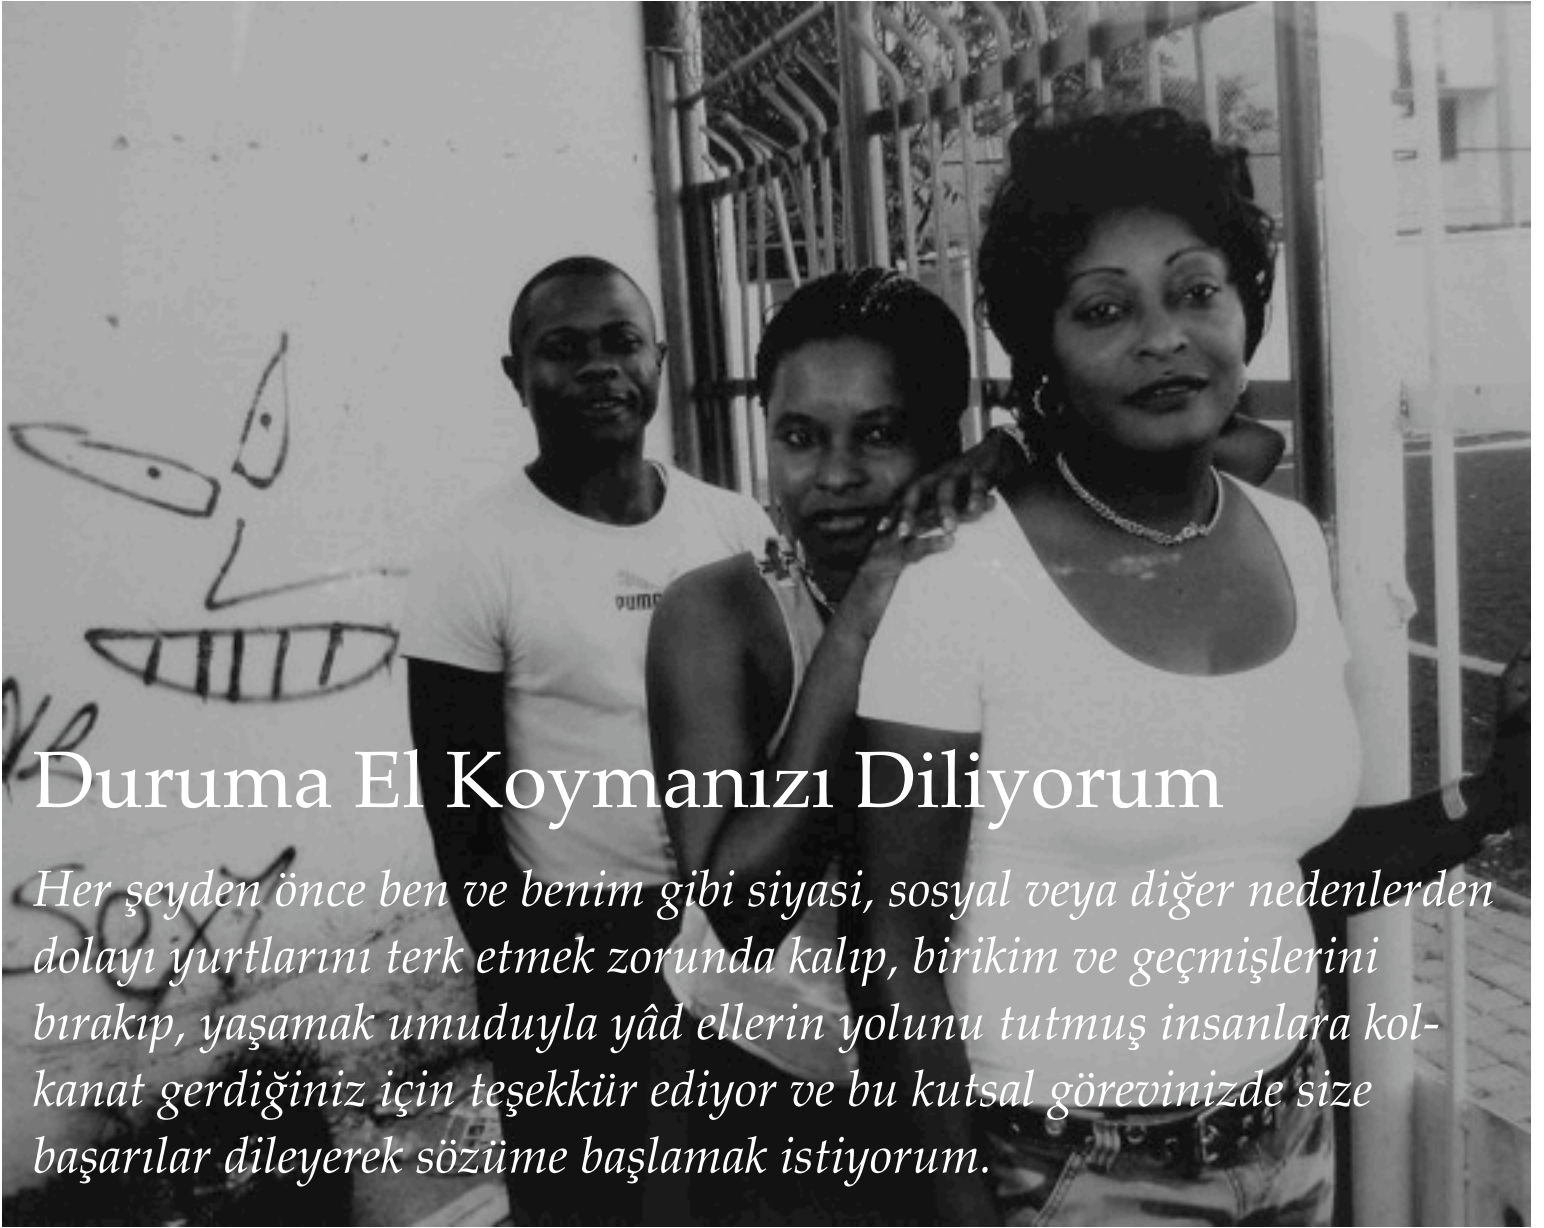 PUMA
Duruma El Koymanızı Diliyorum
sexy
Her şeyden önce ben ve benim gibi siyasi, sosyal veya diğer nedenlerden
dolayı yurtlarını terk etmek zorunda kalıp, birikim ve geçmişlerini
bırakıp, yaşamak umuduyla yâd ellerin yolunu tutmuş insanlara kol-
kanat gerdiğiniz için teşekkür ediyor ve bu kutsal görevinizde size
başarılar dileyerek sözüme başlamak istiyorum.